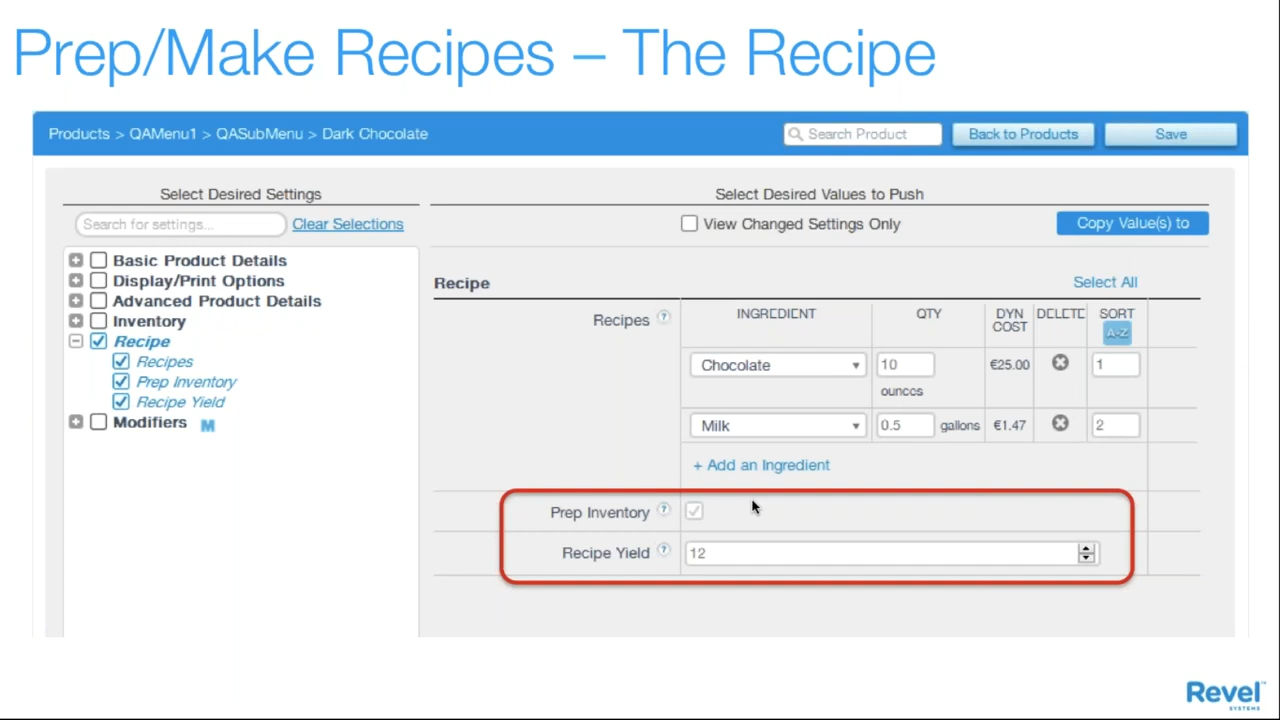 Prep/Make Recipes – The Recipe
Products > QAMenu1 > QASubMenu > Dark Chocolate
Search Product
Back to Products
Save
Select Desired Settings
Select Desired Values to Push
Search for settings...
Clear Selections
View Changed Settings Only
Copy Value(s) to
Basic Product Details
Display/Print Options
Advanced Product Details
Inventory
Recipe
Recipes
Prep Inventory
Recipe Yield
Modifiers M
Recipe
Select All
Recipes ?
INGREDIENT
QTY
DYN
COST
DELETE
SORT
A-Z
Chocolate
10
ounces
€25.00
1
Milk
0.5
gallons
€1.47
2
+ Add an Ingredient
Prep Inventory ?
Recipe Yield ?
12
Revel™
SYSTEMS